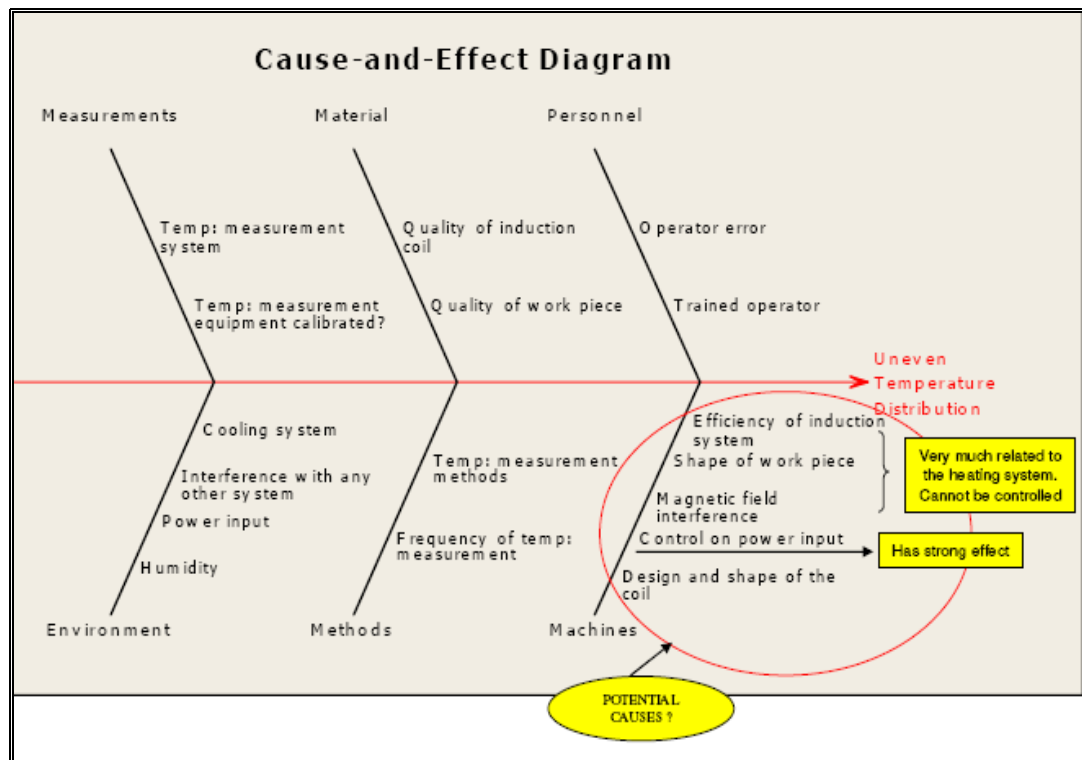 Cause-and-Effect Diagram
Measurements
Material
Personnel
Temp: measurement
system
Quality of induction
coil
Operator error
Temp: measurement
equipment calibrated?
Quality of work piece
Trained operator
Uneven
Temperature
Distribution
Cooling system
Interference with any
other system
Power input
Humidity
Temp: measurement
methods
Frequency of temp:
measurement
Efficiency of induction
system
Shape of work piece
Magnetic field
interference
Control on power input
Design and shape of the
coil
Very much related to
the heating system.
Cannot be controlled
Has strong effect
Environment
Methods
Machines
POTENTIAL
CAUSES ?